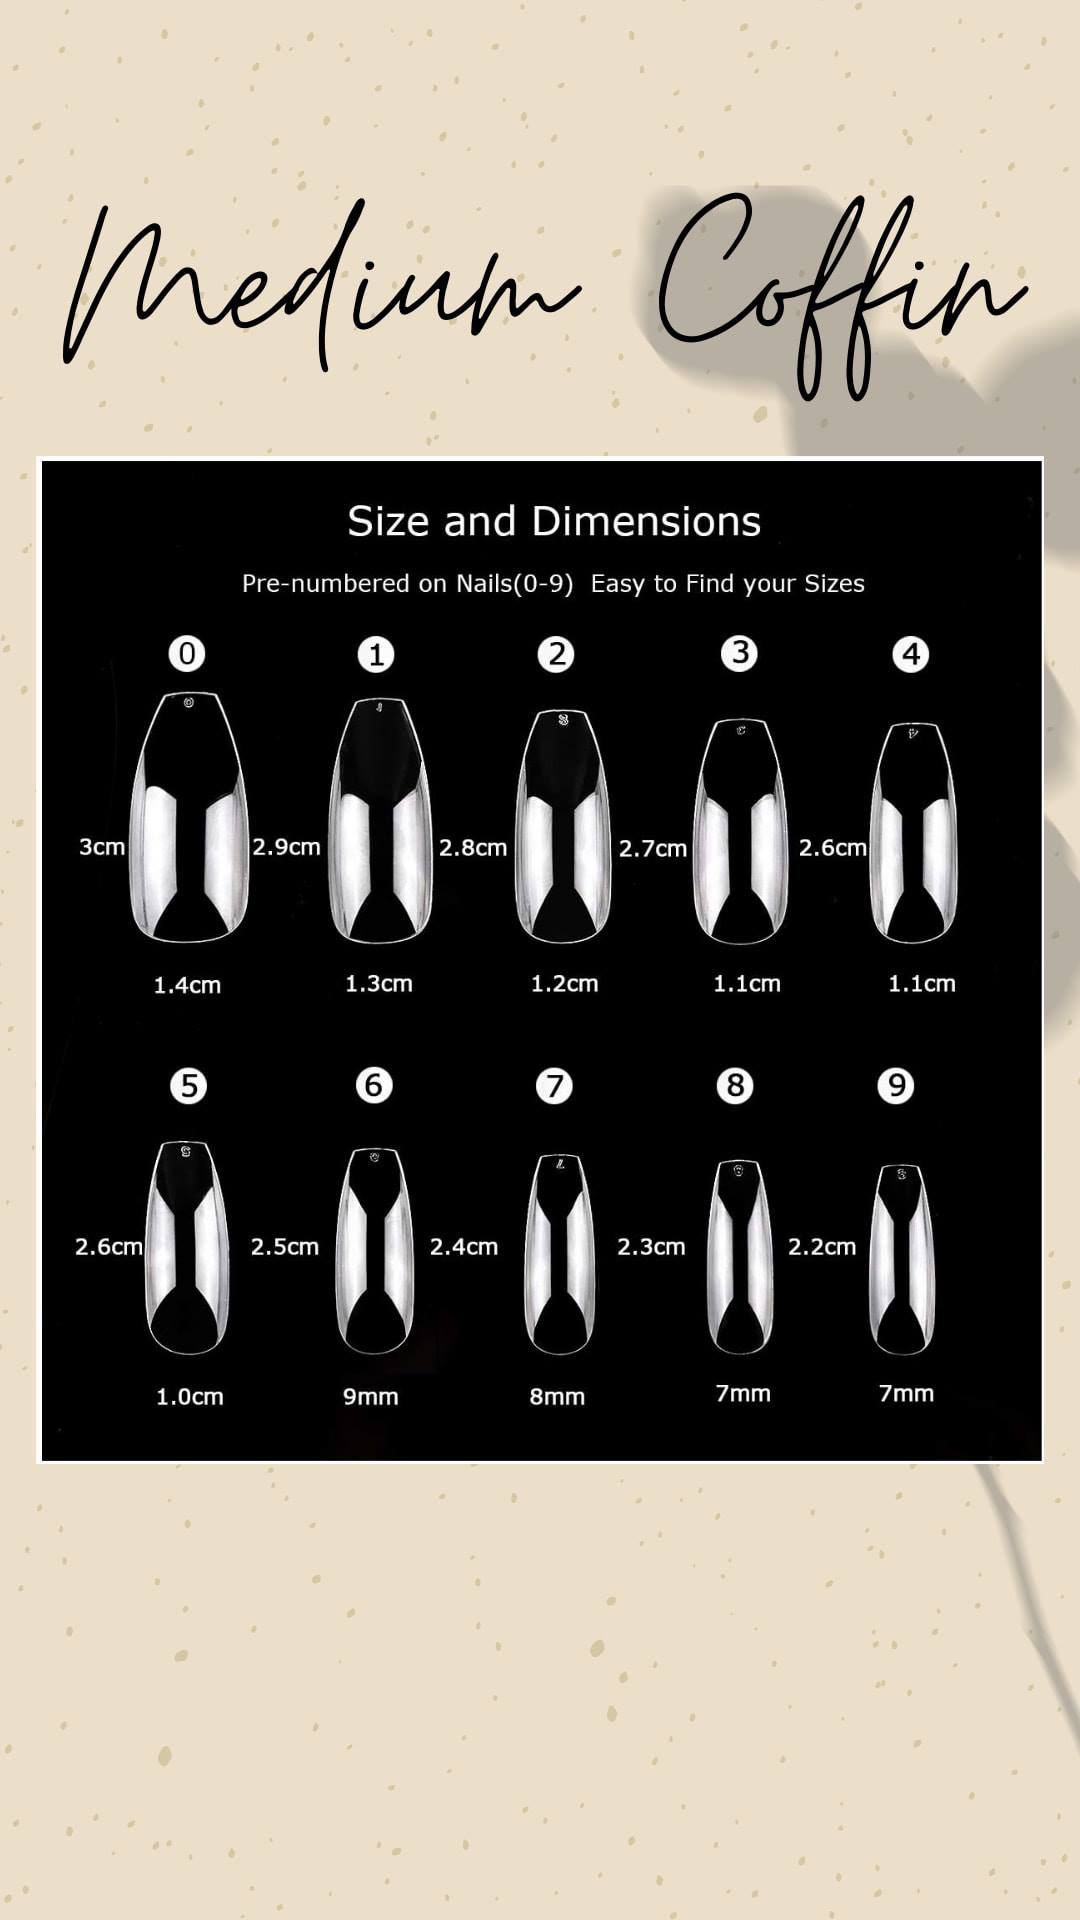 Medium Coffin
Size and Dimensions
Pre-numbered on Nails(0-9) Easy to Find your Sizes
0 1 2 3 4
3cm 2.9cm 2.8cm 2.7cm 2.6cm
1.4cm 1.3cm 1.2cm 1.1cm 1.1cm
5 6 7 8 9
2.6cm 2.5cm 2.4cm 2.3cm 2.2cm
1.0cm 9mm 8mm 7mm 7mm